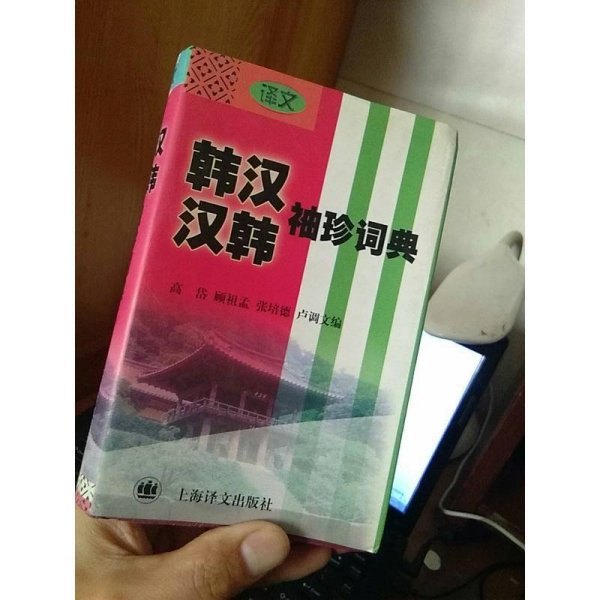 译文
韩汉
汉韩
袖珍词典
高岱 顾祖孟 张培德 卢调文编
上海译文出版社
汉
韩